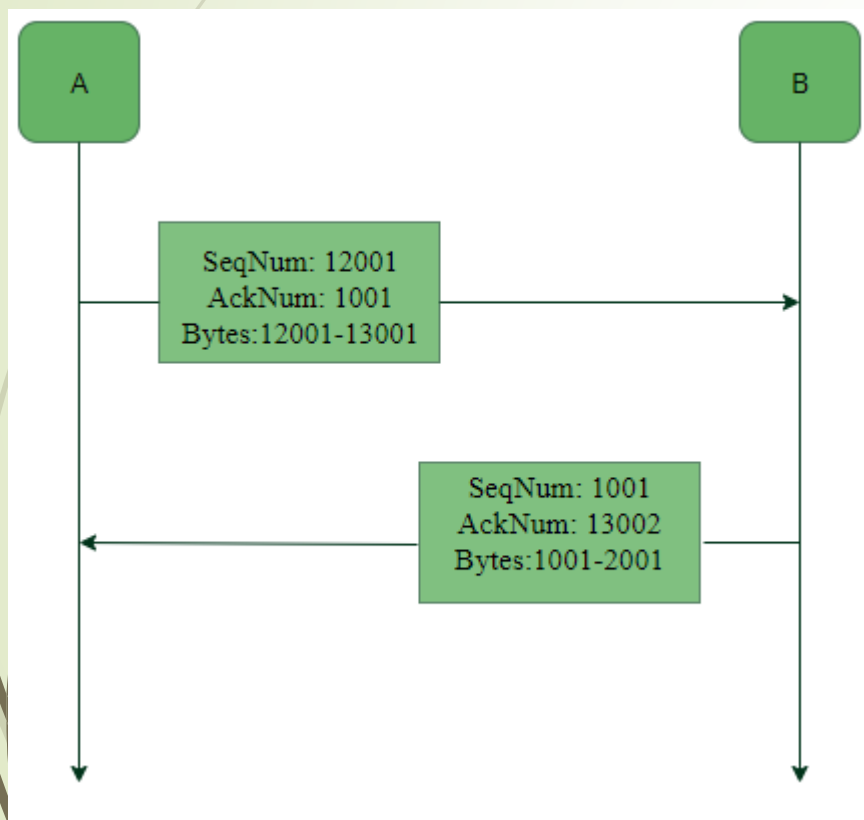 A
B
SeqNum: 12001
AckNum: 1001
Bytes:12001-13001
SeqNum: 1001
AckNum: 13002
Bytes:1001-2001